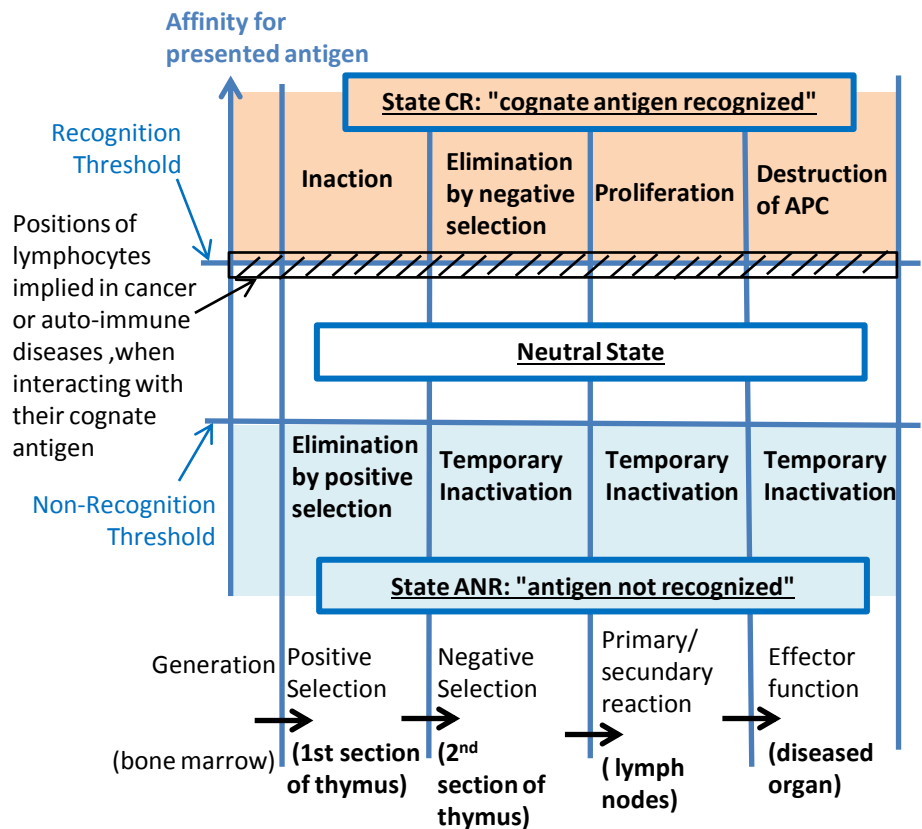 Affinity for
presented antigen
State CR: "cognate antigen recognized"
Recognition
Threshold
Inaction
Elimination
by negative
selection
Proliferation
Destruction
of APC
Positions of
lymphocytes
implied in cancer
or auto-immune
diseases ,when
interacting with
their cognate
antigen
Neutral State
Non-Recognition
Threshold
Elimination
by positive
selection
Temporary
Inactivation
Temporary
Inactivation
Temporary
Inactivation
State ANR: "antigen not recognized"
Generation
(bone marrow)
Positive
Selection
(1st section
of thymus)
Negative
Selection
(2nd
section of
thymus)
Primary/
secundary
reaction
( lymph
nodes)
Effector
function
(diseased
organ)